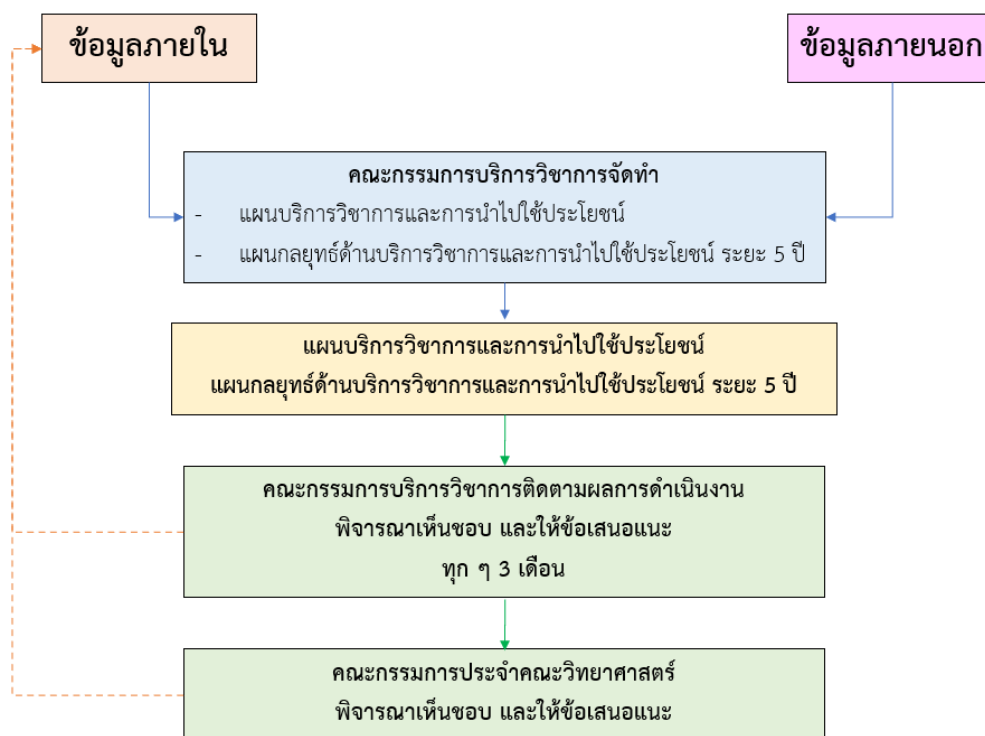 ข้อมูลภายใน
ข้อมูลภายนอก
คณะกรรมการบริการวิชาการจัดทำ
- แผนบริการวิชาการและการนำไปใช้ประโยชน์
- แผนกลยุทธ์ด้านบริการวิชาการและการนำไปใช้ประโยชน์ ระยะ 5 ปี
แผนบริการวิชาการและการนำไปใช้ประโยชน์
แผนกลยุทธ์ด้านบริการวิชาการและการนำไปใช้ประโยชน์ ระยะ 5 ปี
คณะกรรมการบริการวิชาการติดตามผลการดำเนินงาน
พิจารณาเห็นชอบ และให้ข้อเสนอแนะ
ทุก ๆ 3 เดือน
คณะกรรมการประจำคณะวิทยาศาสตร์
พิจารณาเห็นชอบ และให้ข้อเสนอแนะ